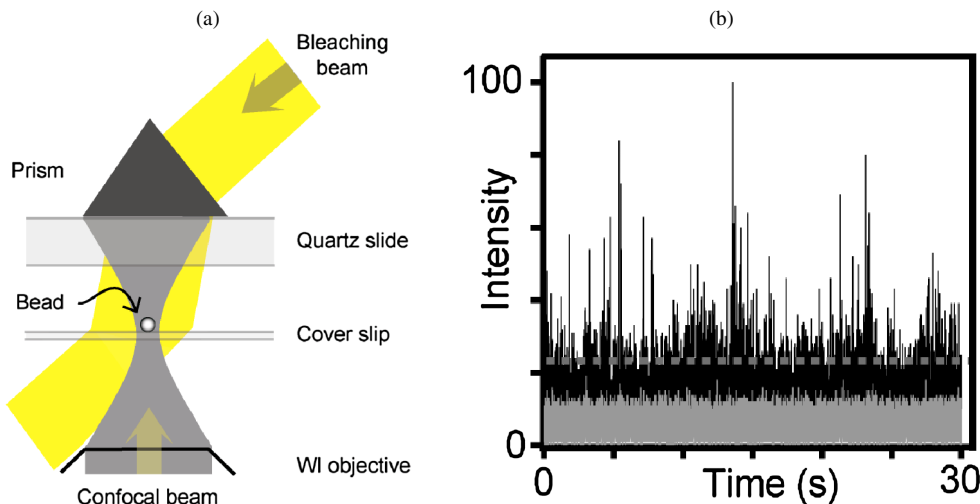 (a)
Bleaching
beam
Prism
Quartz slide
Bead
Cover slip
WI objective
Confocal beam
(b)
100
Intensity
0
0
Time (s)
30